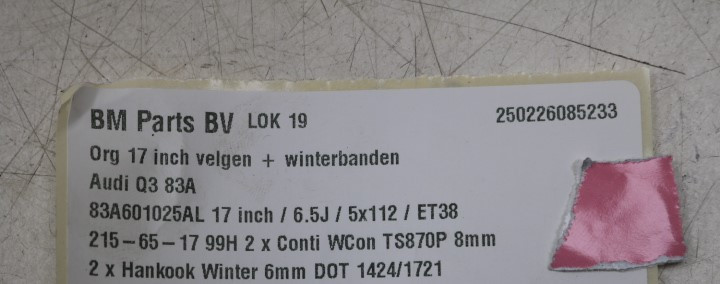 BM Parts BV LOK 19 250226085233
Org 17 inch velgen + winterbanden
Audi Q3 83A
83A601025AL 17 inch / 6.5J / 5x112 / ET38
215-65-17 99H 2 x Conti WCon TS870P 8mm
2 x Hankook Winter 6mm DOT 1424/1721